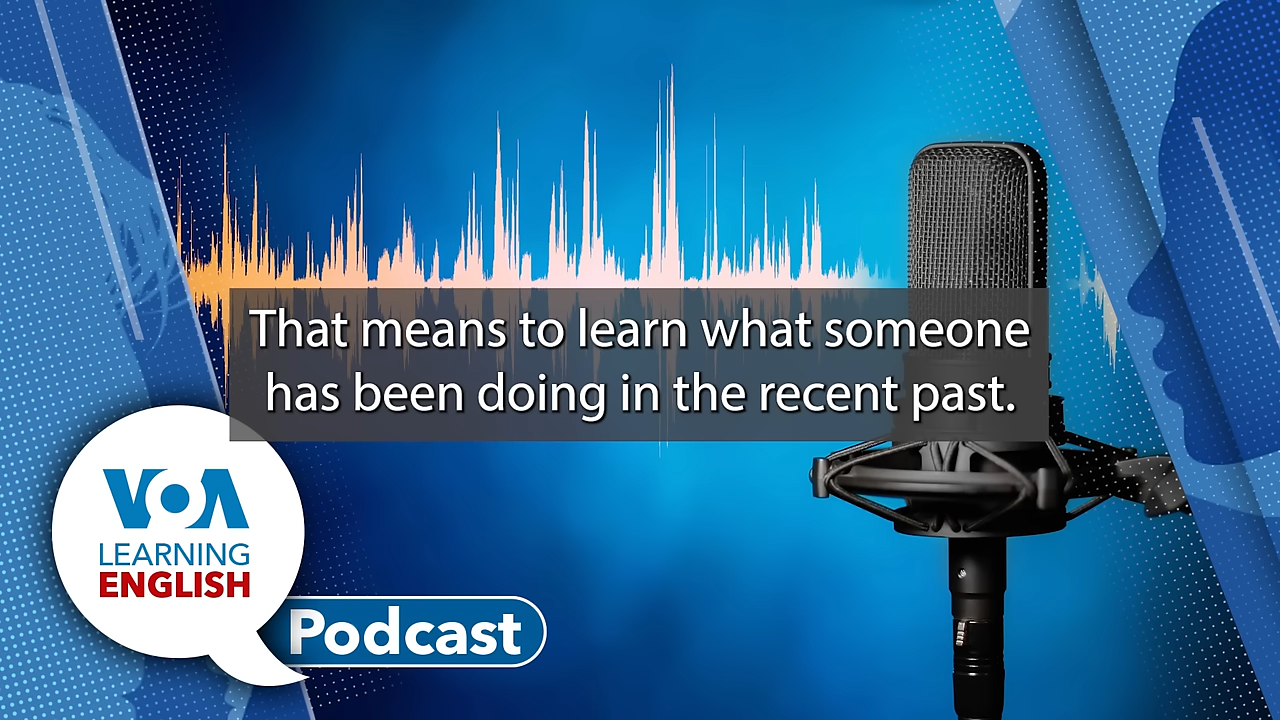 That means to learn what someone
has been doing in the recent past.
VOA
LEARNING
ENGLISH
Podcast